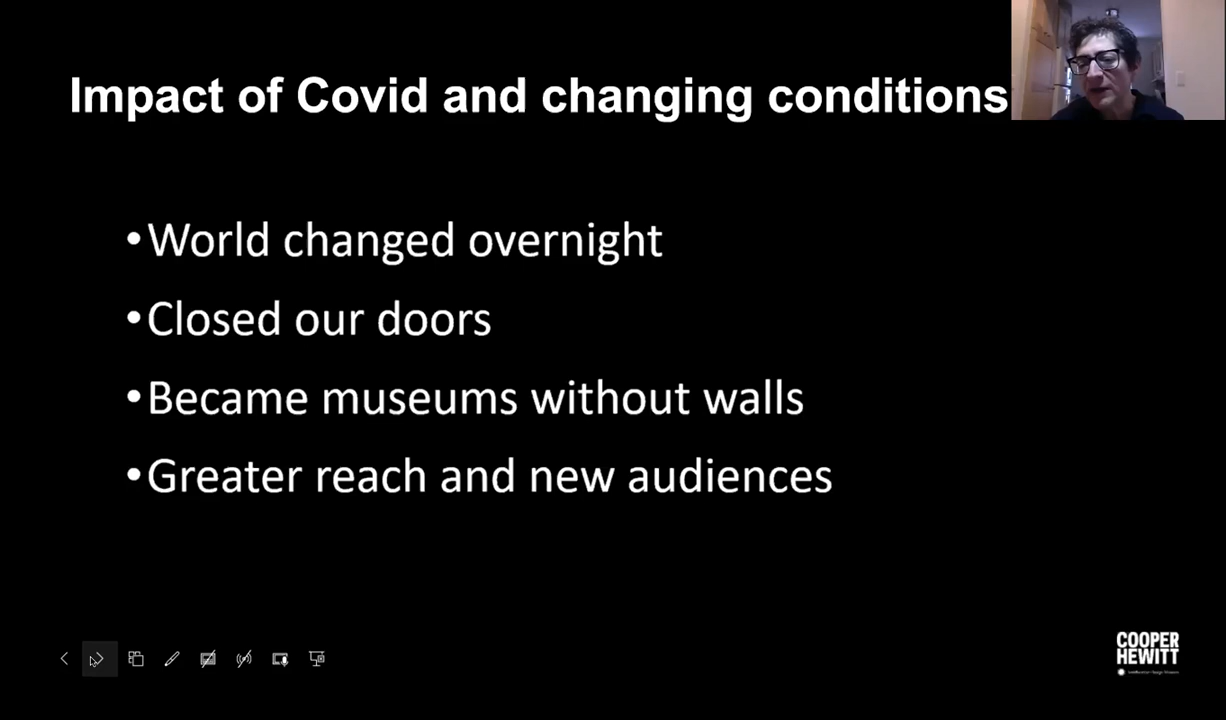 Impact of Covid and changing conditions
•World changed overnight
•Closed our doors
•Became museums without walls
•Greater reach and new audiences
COOPER
HEWITT